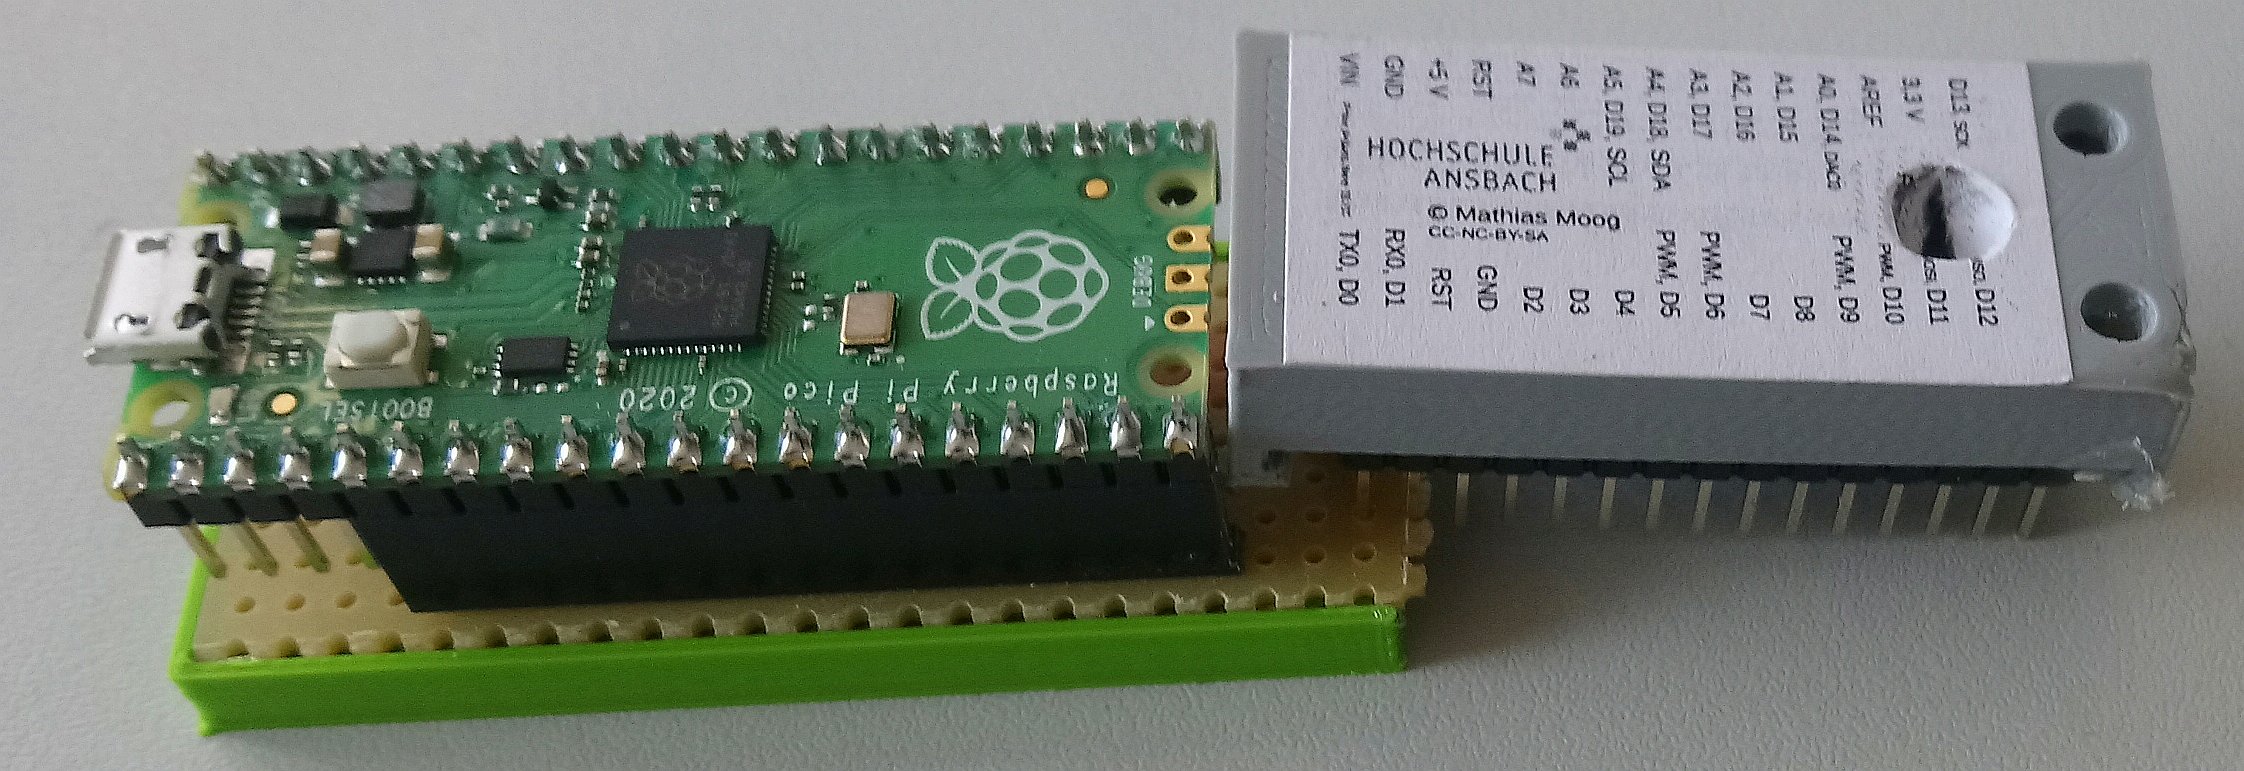 BOOTSEL
Raspberry Pi Pico © 2020
DEBUG
VIN
GND
+5 V
RST
A7
A6
A5, D19, SCL
A4, D18, SDA
A3, D17
A2, D16
A1, D15
A0, D14, DAC0
AREF
3,3 V
D13
HOCHSCHULE
ANSBACH
© Mathias Moog
CC-NC-BY-SA
TX0, D0
RX0, D1
RST
GND
D2
D3
D4
PWM, D5
PWM, D6
D7
D8
PWM, D9
PWM, D10
D11
D12